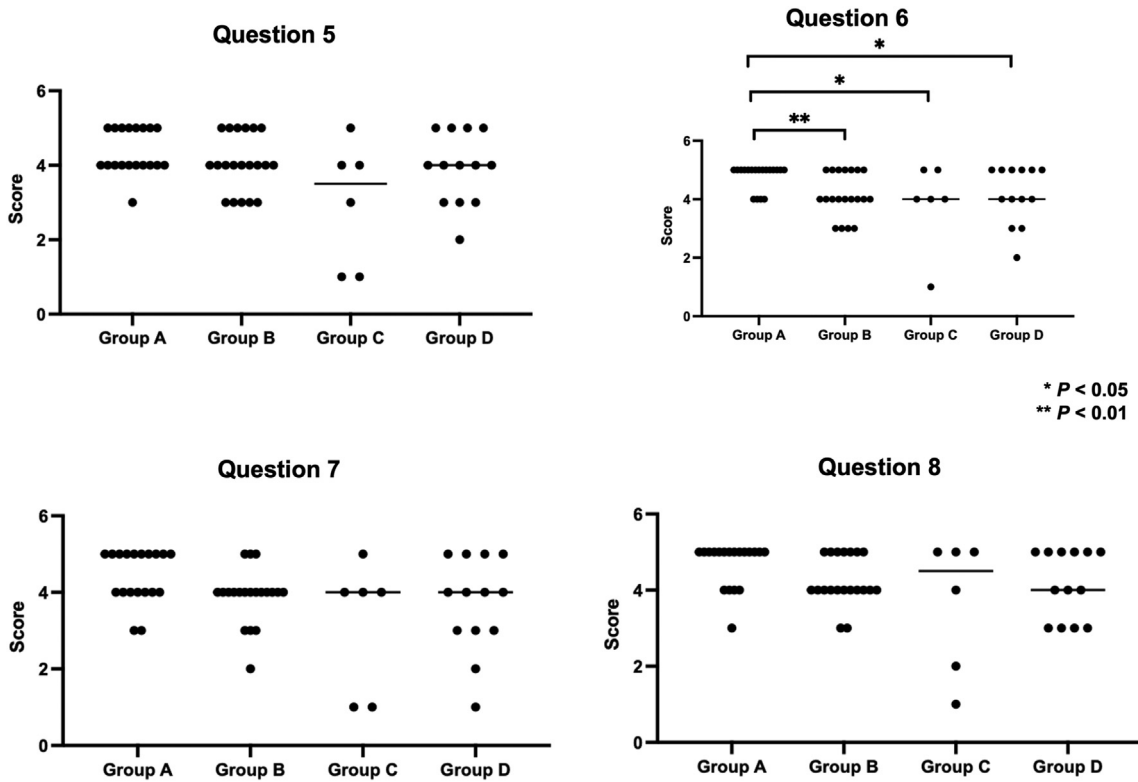 Question 5
6
4
2
0
Score
Group A
Group B
Group C
Group D
Question 6
*
*
**
6
4
2
0
Score
Group A
Group B
Group C
Group D
* P < 0.05
** P < 0.01
Question 7
6
4
2
0
Score
Group A
Group B
Group C
Group D
Question 8
6
4
2
0
Score
Group A
Group B
Group C
Group D